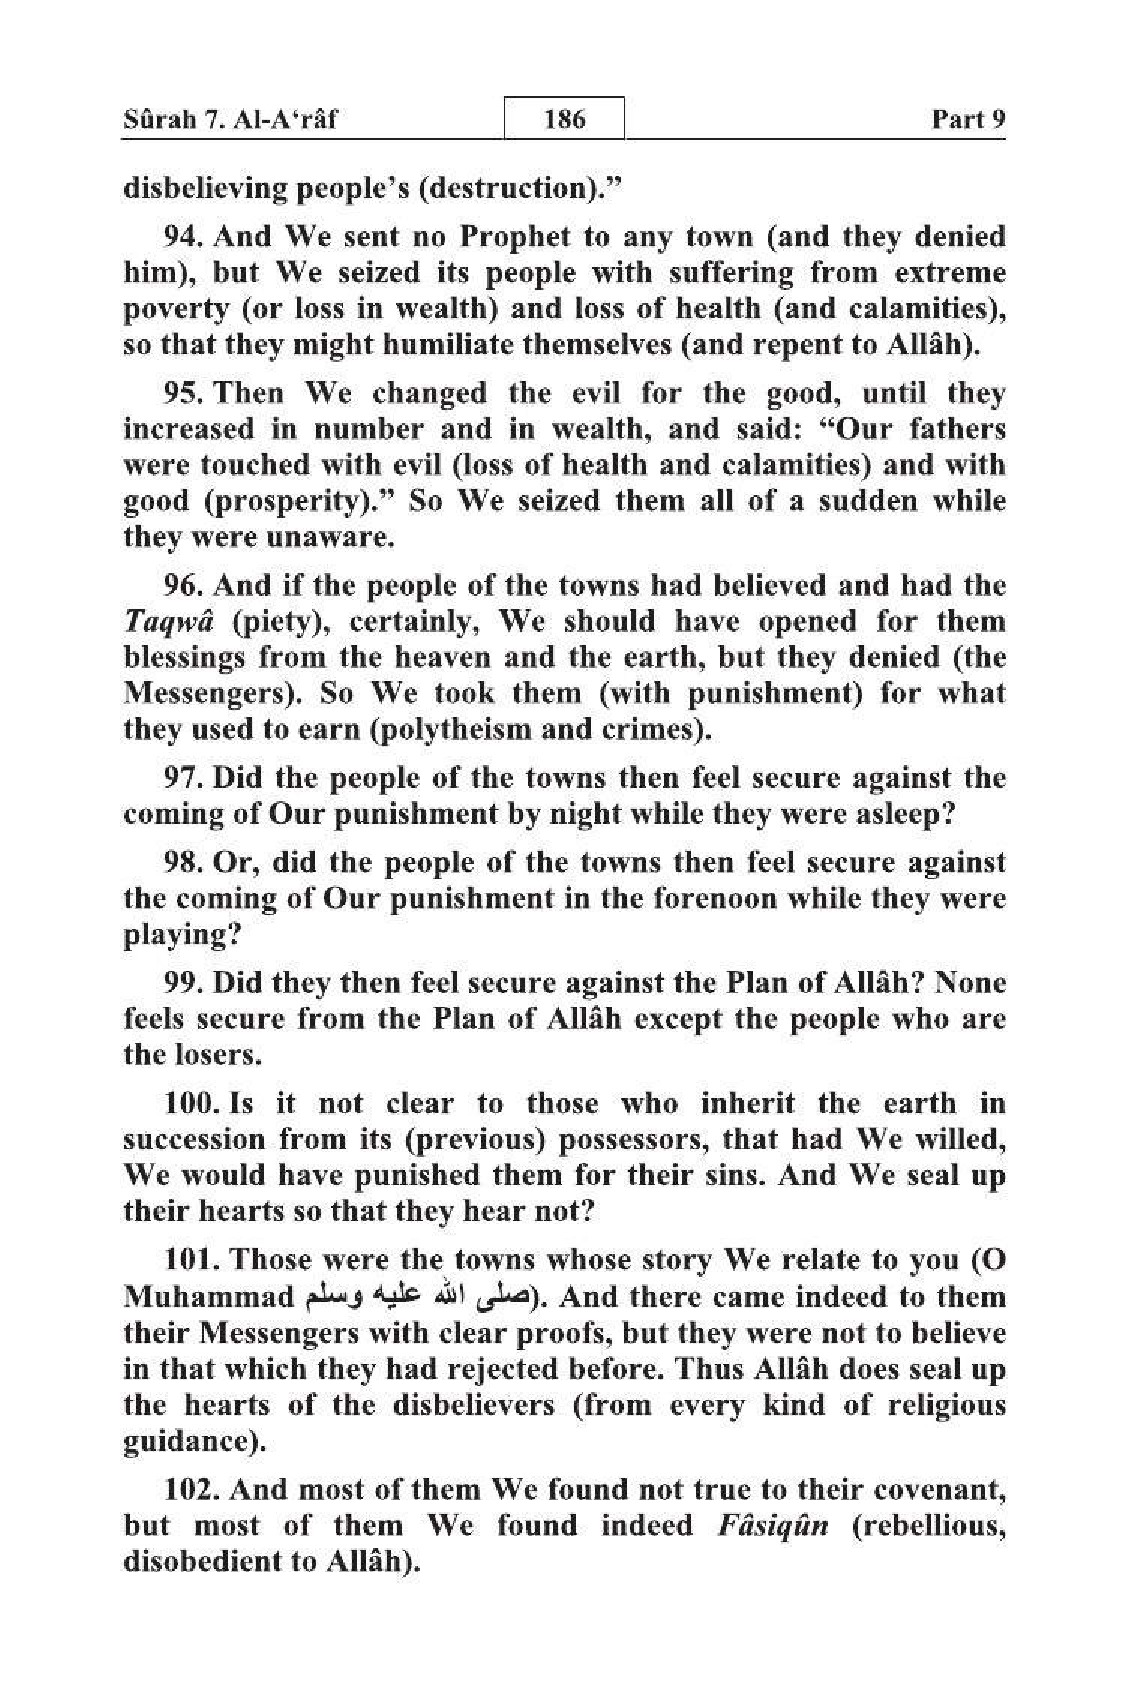 Sûrah 7. Al-A‘râf 186 Part 9
disbelieving people’s (destruction).”
94. And We sent no Prophet to any town (and they denied
him), but We seized its people with suffering from extreme
poverty (or loss in wealth) and loss of health (and calamities),
so that they might humiliate themselves (and repent to Allâh).
95. Then We changed the evil for the good, until they
increased in number and in wealth, and said: “Our fathers
were touched with evil (loss of health and calamities) and with
good (prosperity).” So We seized them all of a sudden while
they were unaware.
96. And if the people of the towns had believed and had the
Taqwâ (piety), certainly, We should have opened for them
blessings from the heaven and the earth, but they denied (the
Messengers). So We took them (with punishment) for what
they used to earn (polytheism and crimes).
97. Did the people of the towns then feel secure against the
coming of Our punishment by night while they were asleep?
98. Or, did the people of the towns then feel secure against
the coming of Our punishment in the forenoon while they were
playing?
99. Did they then feel secure against the Plan of Allâh? None
feels secure from the Plan of Allâh except the people who are
the losers.
100. Is it not clear to those who inherit the earth in
succession from its (previous) possessors, that had We willed,
We would have punished them for their sins. And We seal up
their hearts so that they hear not?
101. Those were the towns whose story We relate to you (O
Muhammad صلى الله عليه وسلم). And there came indeed to them
their Messengers with clear proofs, but they were not to believe
in that which they had rejected before. Thus Allâh does seal up
the hearts of the disbelievers (from every kind of religious
guidance).
102. And most of them We found not true to their covenant,
but most of them We found indeed Fâsiqûn (rebellious,
disobedient to Allâh).